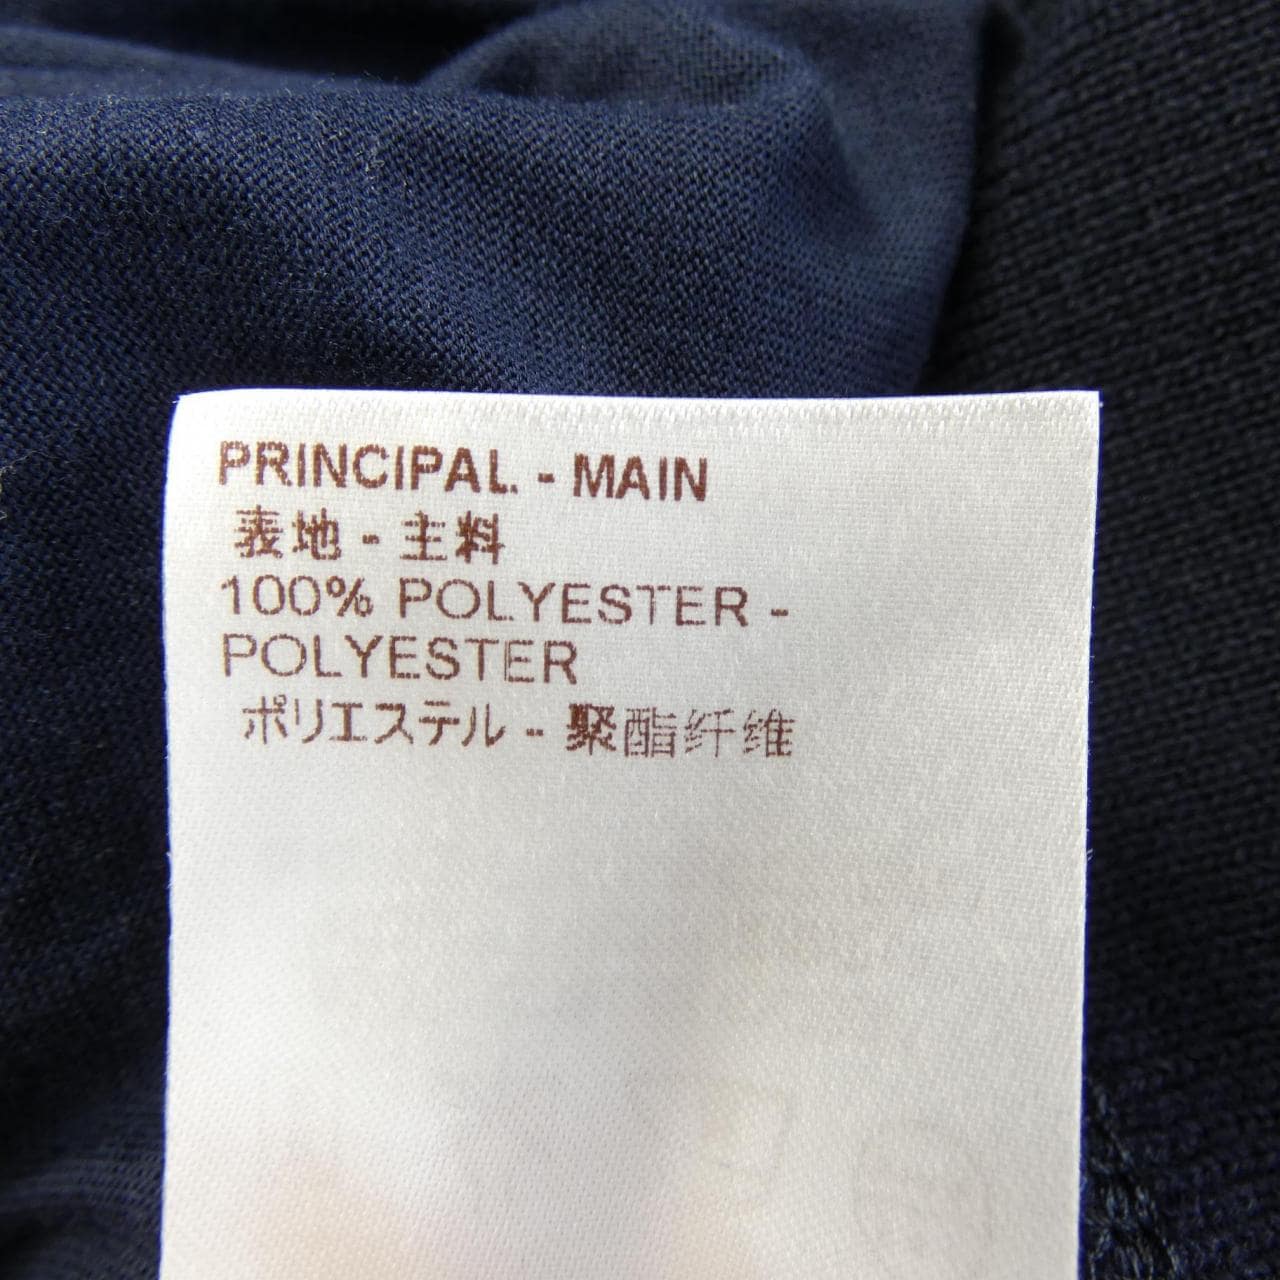 PRINCIPAL. - MAIN
表地 - 主料
100% POLYESTER -
POLYESTER
ポリエステル - 聚酯纤维